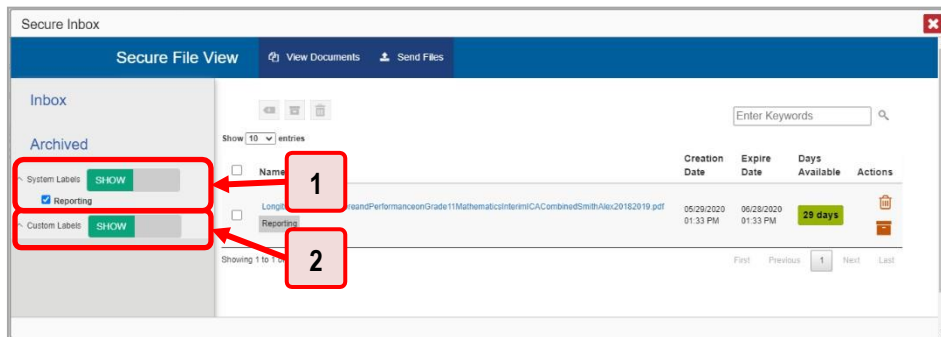 Secure Inbox
Secure File View
View Documents
Send Files
Inbox
Archived
System Labels SHOW
Reporting
Custom Labels SHOW
Enter Keywords
Show 10 entries
Name
Creation Date
Expire Date
Days Available
Actions
reandPerformanceonGrade11MathematicsInterimICACombinedSmithAlex20182019.pdf
Reporting
05/29/2020 01:33 PM
06/28/2020 01:33 PM
29 days
Showing 1 to 1
First Previous 1 Next Last
1
2